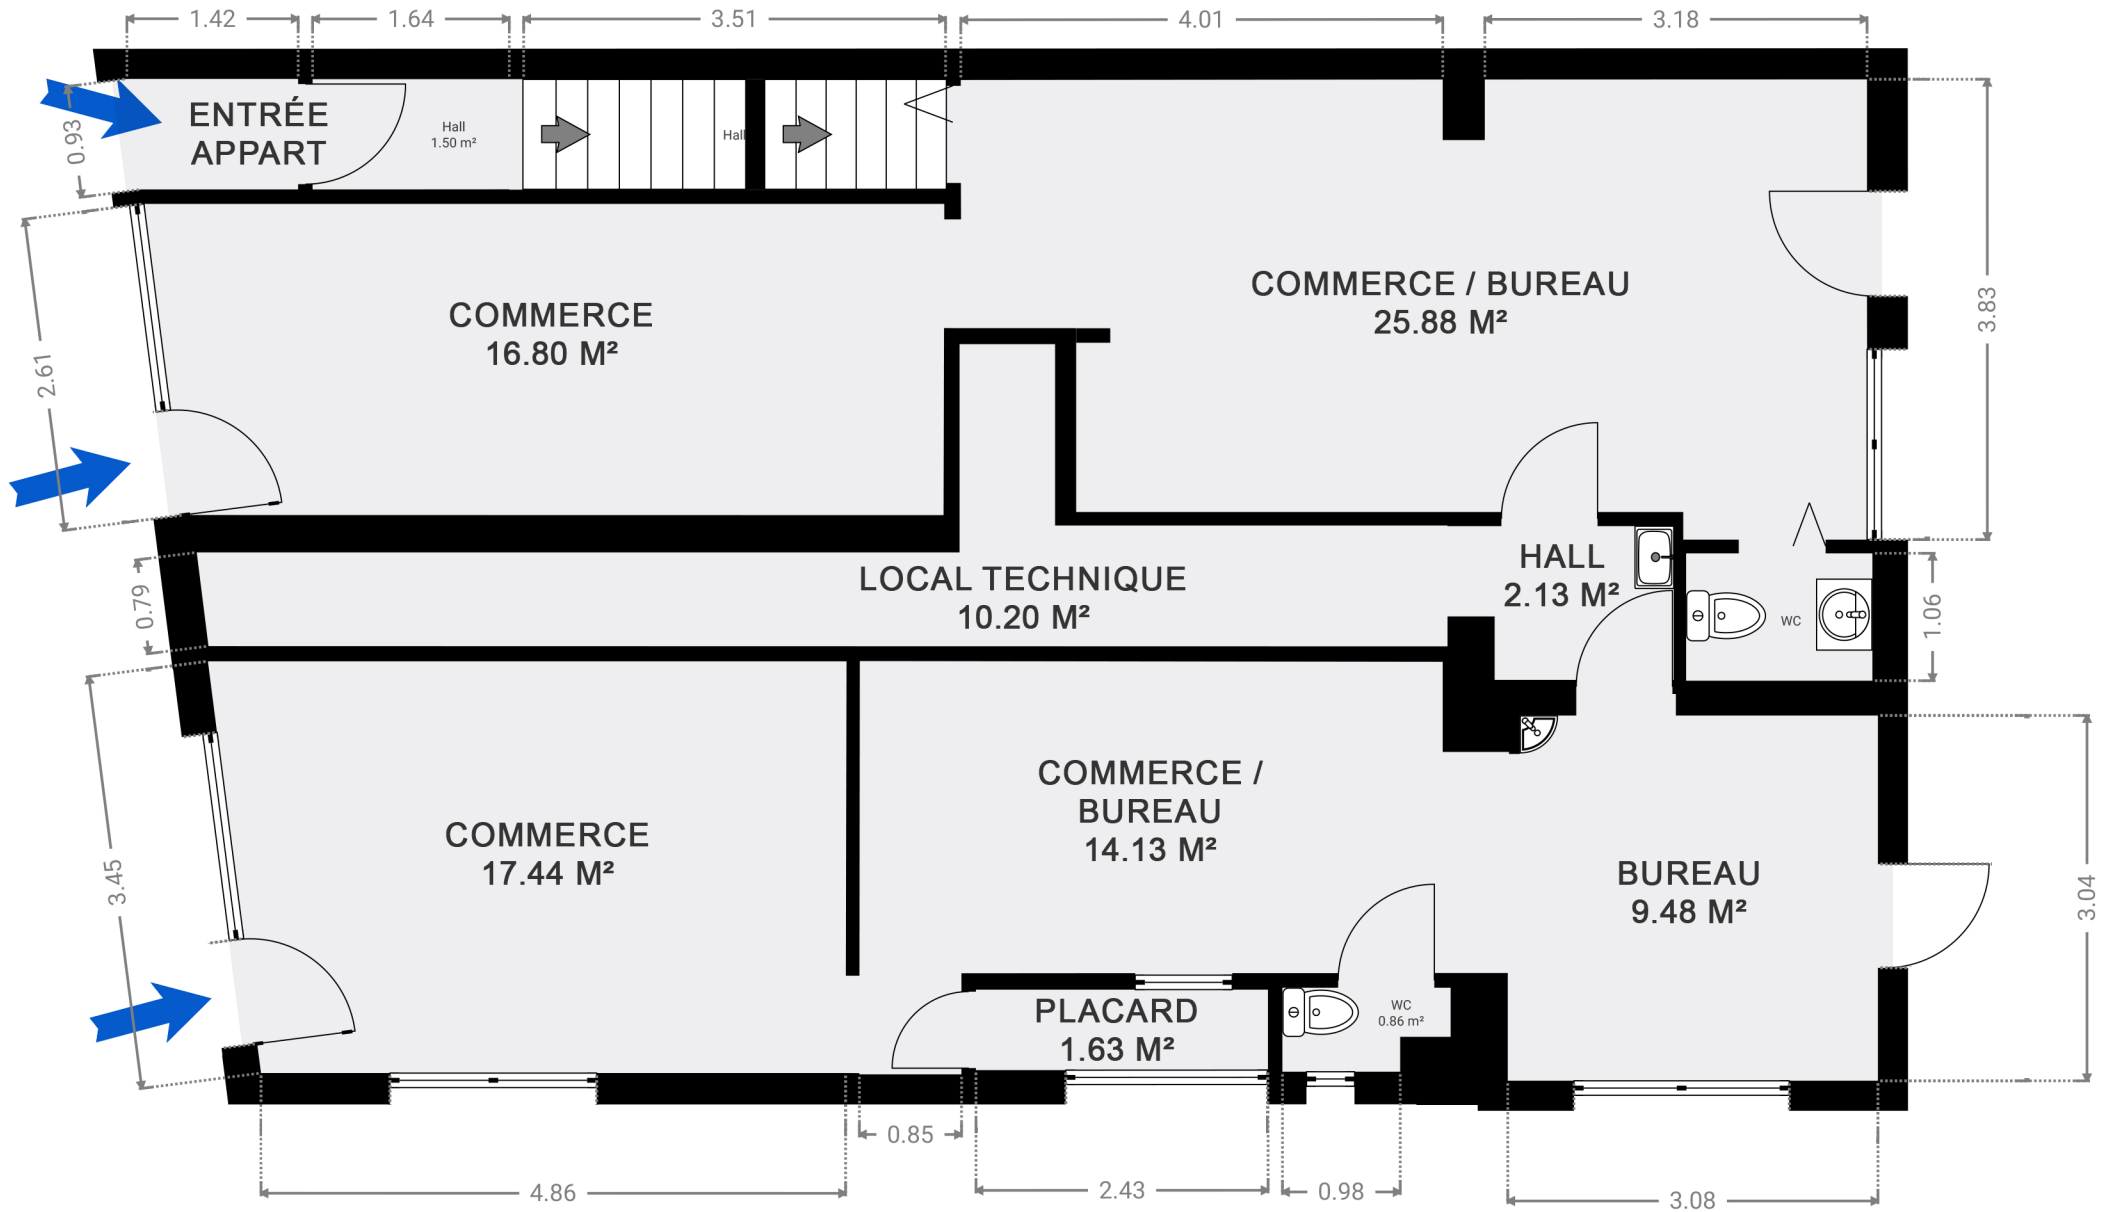 1.42
1.64
3.51
4.01
3.18
0.93
ENTRÉE
APPART
Hall
1.50 m²
Hall
COMMERCE
16.80 M²
COMMERCE / BUREAU
25.88 M²
3.83
2.61
LOCAL TECHNIQUE
10.20 M²
HALL
2.13 M²
WC
1.06
0.79
COMMERCE
17.44 M²
COMMERCE /
BUREAU
14.13 M²
BUREAU
9.48 M²
3.04
3.45
PLACARD
1.63 M²
WC
0.86 m²
0.85
4.86
2.43
0.98
3.08